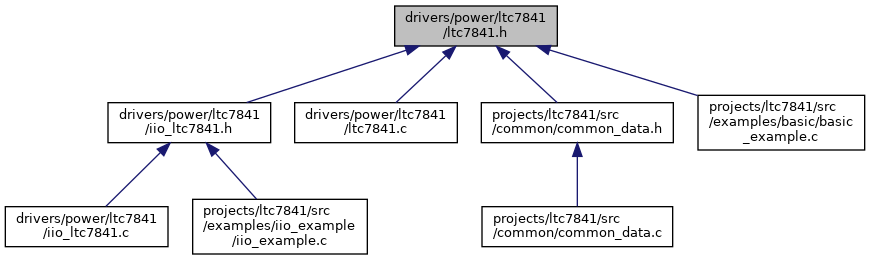 drivers/power/ltc7841
/ltc7841.h
drivers/power/ltc7841
/iio_ltc7841.h
drivers/power/ltc7841
/ltc7841.c
projects/ltc7841/src
/common/common_data.h
projects/ltc7841/src
/examples/basic/basic
_example.c
drivers/power/ltc7841
/iio_ltc7841.c
projects/ltc7841/src
/examples/iio_example
/iio_example.c
projects/ltc7841/src
/common/common_data.c